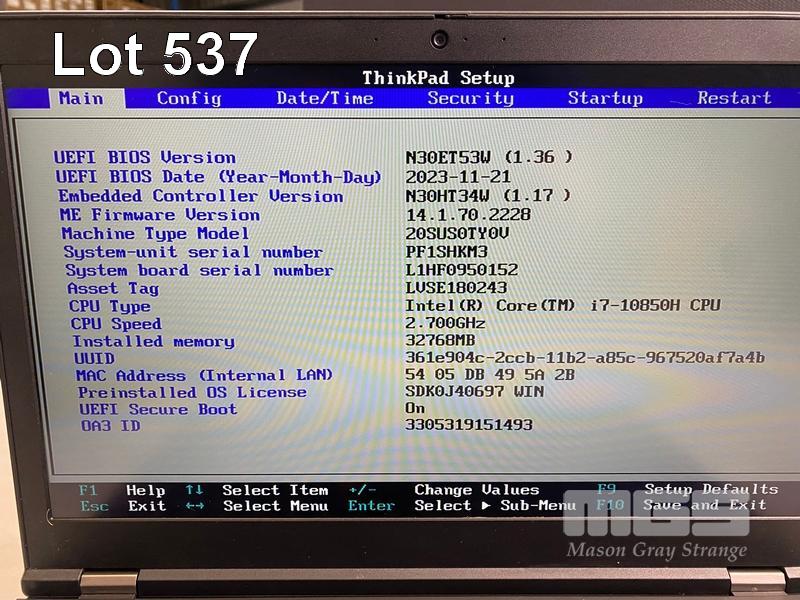 Lot 537
ThinkPad Setup
Main Config Date/Time Security Startup Restart
UEFI BIOS Version N30ET53W (1.36 )
UEFI BIOS Date (Year-Month-Day) 2023-11-21
Embedded Controller Version N30HT34W (1.17 )
ME Firmware Version 14.1.70.2228
Machine Type Model 20SUS0TY0V
System-unit serial number PF1SHKM3
System board serial number L1HF0950152
Asset Tag LVSE180243
CPU Type Intel(R) Core(TM) i7-10850H CPU
CPU Speed 2.700GHz
Installed memory 32768MB
UUID 361e904c-2ccb-11b2-a85c-967520af7a4b
MAC Address (Internal LAN) 54 05 DB 49 5A 2B
Preinstalled OS License SDK0J40697 WIN
UEFI Secure Boot On
OA3 ID 3305319151493
F1 Help ↑↓ Select Item +/- Change Values F9 Setup Defaults
Esc Exit ←→ Select Menu Enter Select ▶ Sub-Menu F10 Save and Exit
MGS
Mason Gray Strange